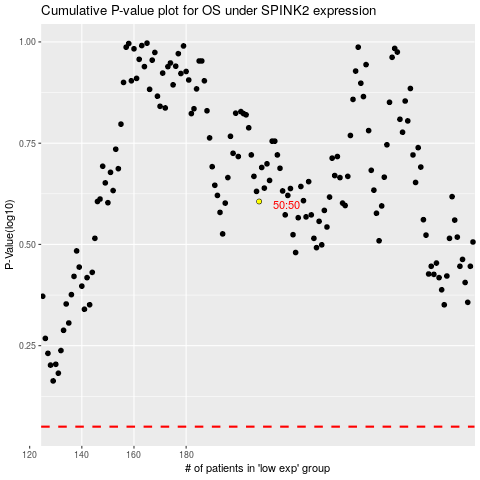 Cumulative P-value plot for OS under SPINK2 expression
P-Value(log10)
1.00
0.75
0.50
0.25
50:50
120 140 160 180
# of patients in 'low exp' group